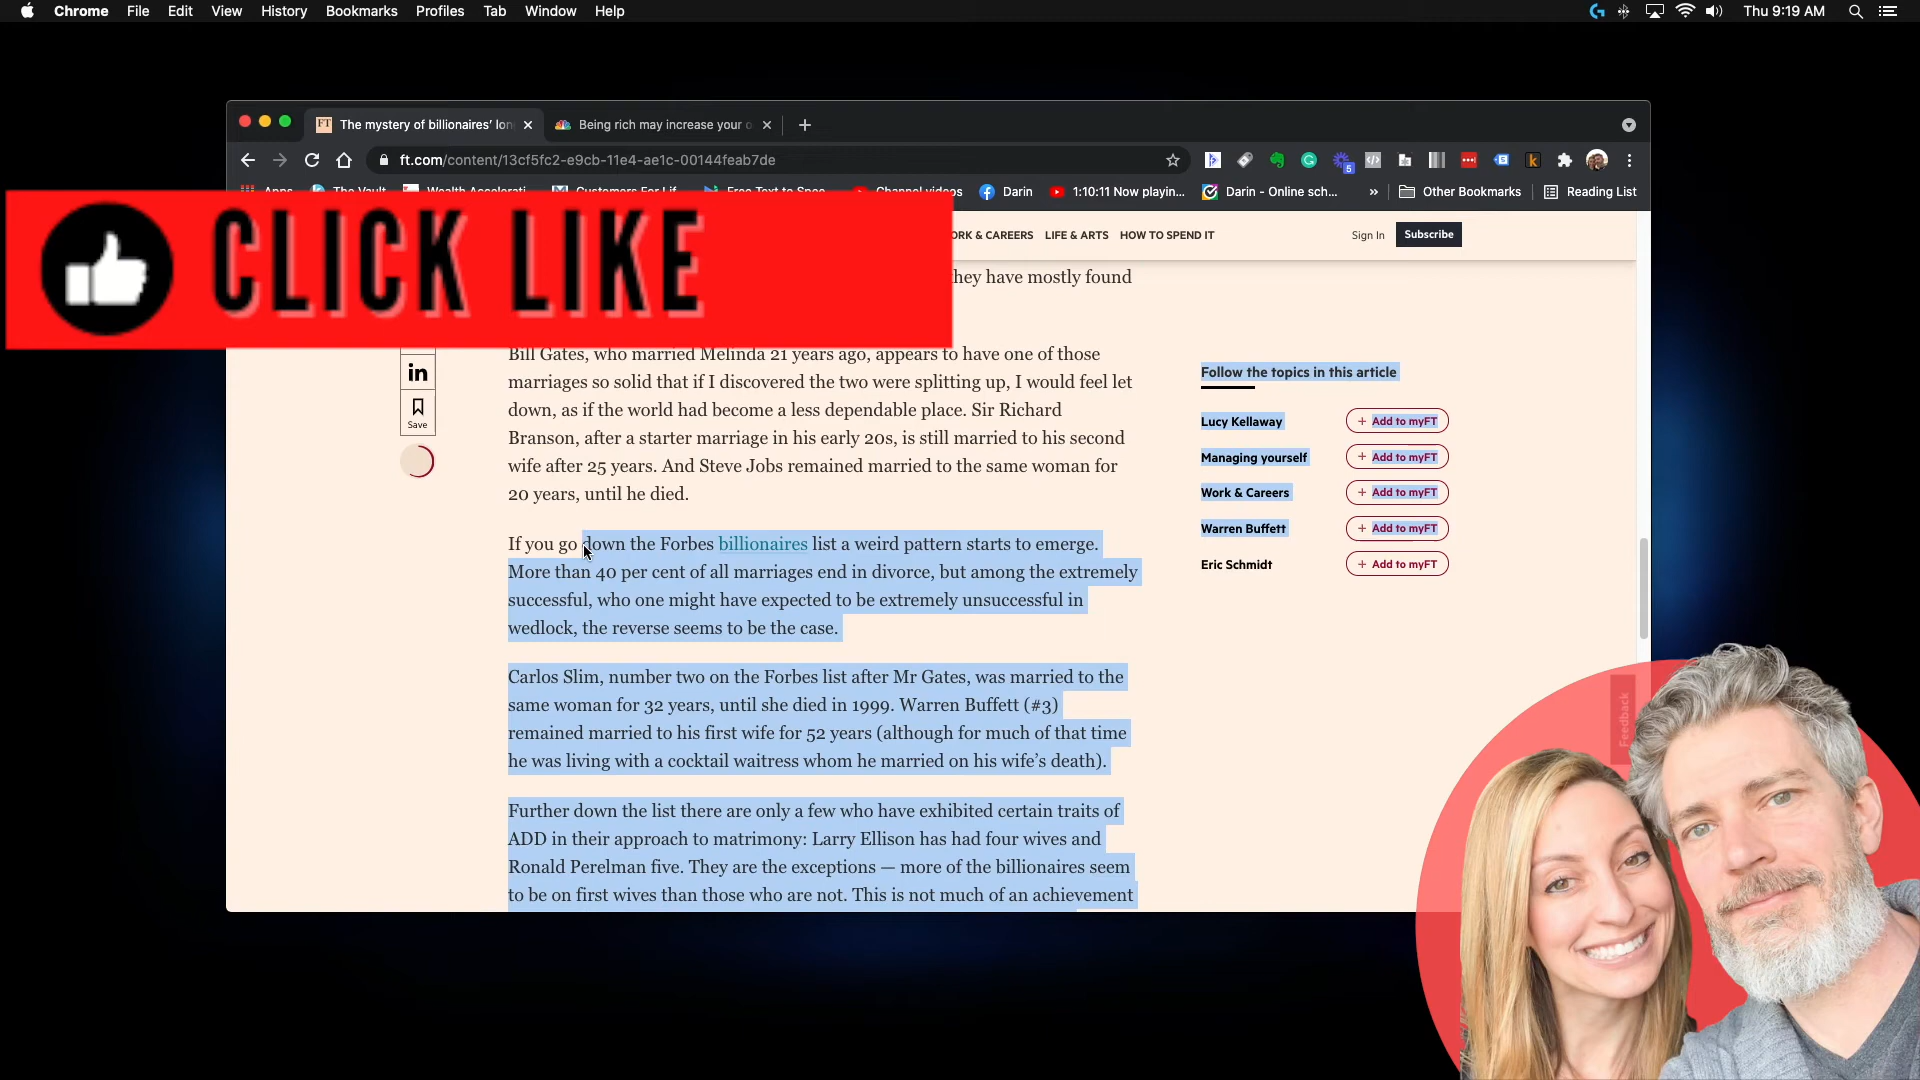 Chrome File Edit View History Bookmarks Profiles Tab Window Help
Thu 9:19 AM
FT The mystery of billionaires' lon
Being rich may increase your o
ft.com/content/13cf5fc2-e9cb-11e4-ae1c-00144feab7de
5
Apps The Vault Wealth Accelerati... Customers For Lif... Free Text to Spee... Channel videos Darin 1:10:11 Now playin... Darin - Online sch... » Other Bookmarks Reading List
CLICK LIKE
ORK & CAREERS LIFE & ARTS HOW TO SPEND IT
Sign In Subscribe
hey have mostly found
Bill Gates, who married Melinda 21 years ago, appears to have one of those
marriages so solid that if I discovered the two were splitting up, I would feel let
down, as if the world had become a less dependable place. Sir Richard
Branson, after a starter marriage in his early 20s, is still married to his second
wife after 25 years. And Steve Jobs remained married to the same woman for
20 years, until he died.
If you go down the Forbes billionaires list a weird pattern starts to emerge.
More than 40 per cent of all marriages end in divorce, but among the extremely
successful, who one might have expected to be extremely unsuccessful in
wedlock, the reverse seems to be the case.
Carlos Slim, number two on the Forbes list after Mr Gates, was married to the
same woman for 32 years, until she died in 1999. Warren Buffett (#3)
remained married to his first wife for 52 years (although for much of that time
he was living with a cocktail waitress whom he married on his wife's death).
Further down the list there are only a few who have exhibited certain traits of
ADD in their approach to matrimony: Larry Ellison has had four wives and
Ronald Perelman five. They are the exceptions — more of the billionaires seem
to be on first wives than those who are not. This is not much of an achievement
in
Save
Follow the topics in this article
Lucy Kellaway + Add to myFT
Managing yourself + Add to myFT
Work & Careers + Add to myFT
Warren Buffett + Add to myFT
Eric Schmidt + Add to myFT
Feedback